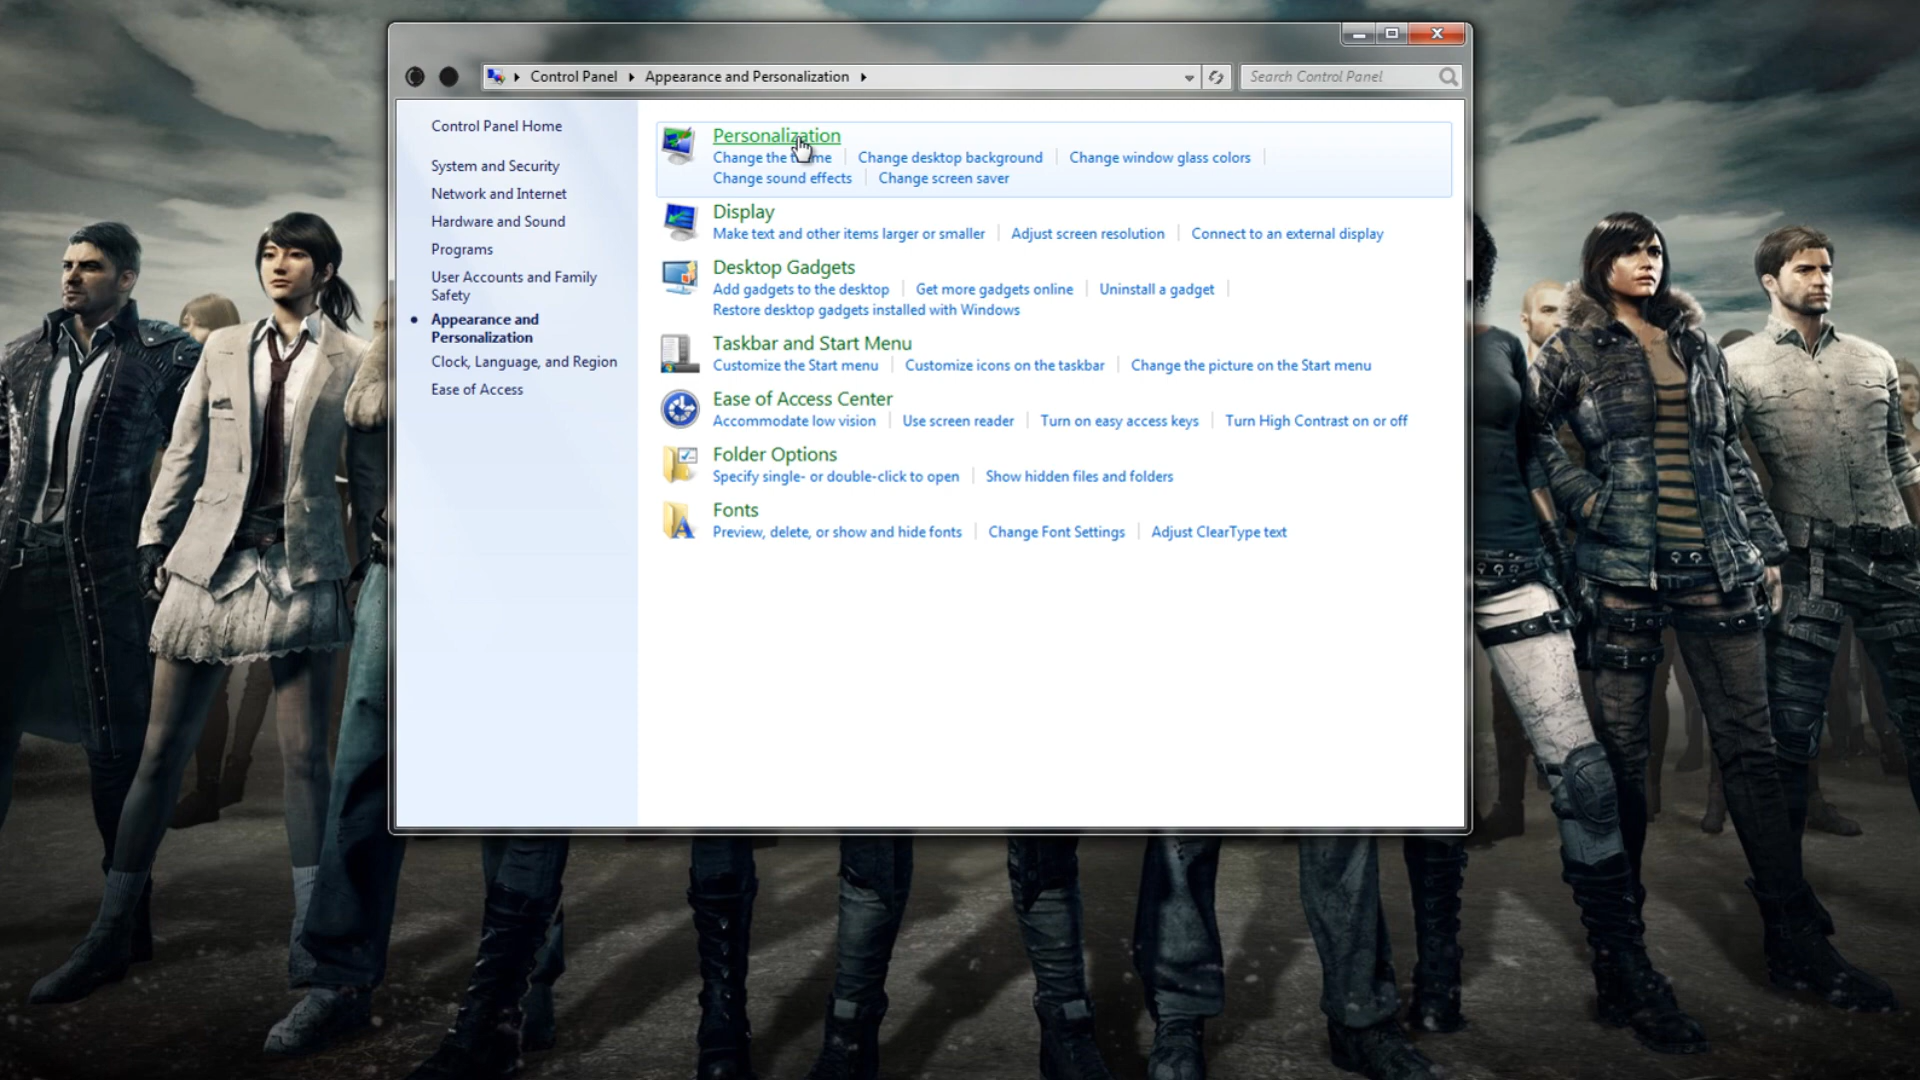 Control Panel
Appearance and Personalization
Search Control Panel
Control Panel Home
System and Security
Network and Internet
Hardware and Sound
Programs
User Accounts and Family
Safety
Appearance and
Personalization
Clock, Language, and Region
Ease of Access
Personalization
Change the theme Change desktop background Change window glass colors
Change sound effects Change screen saver
Display
Make text and other items larger or smaller Adjust screen resolution Connect to an external display
Desktop Gadgets
Add gadgets to the desktop Get more gadgets online Uninstall a gadget
Restore desktop gadgets installed with Windows
Taskbar and Start Menu
Customize the Start menu Customize icons on the taskbar Change the picture on the Start menu
Ease of Access Center
Accommodate low vision Use screen reader Turn on easy access keys Turn High Contrast on or off
Folder Options
Specify single- or double-click to open Show hidden files and folders
Fonts
Preview, delete, or show and hide fonts Change Font Settings Adjust ClearType text